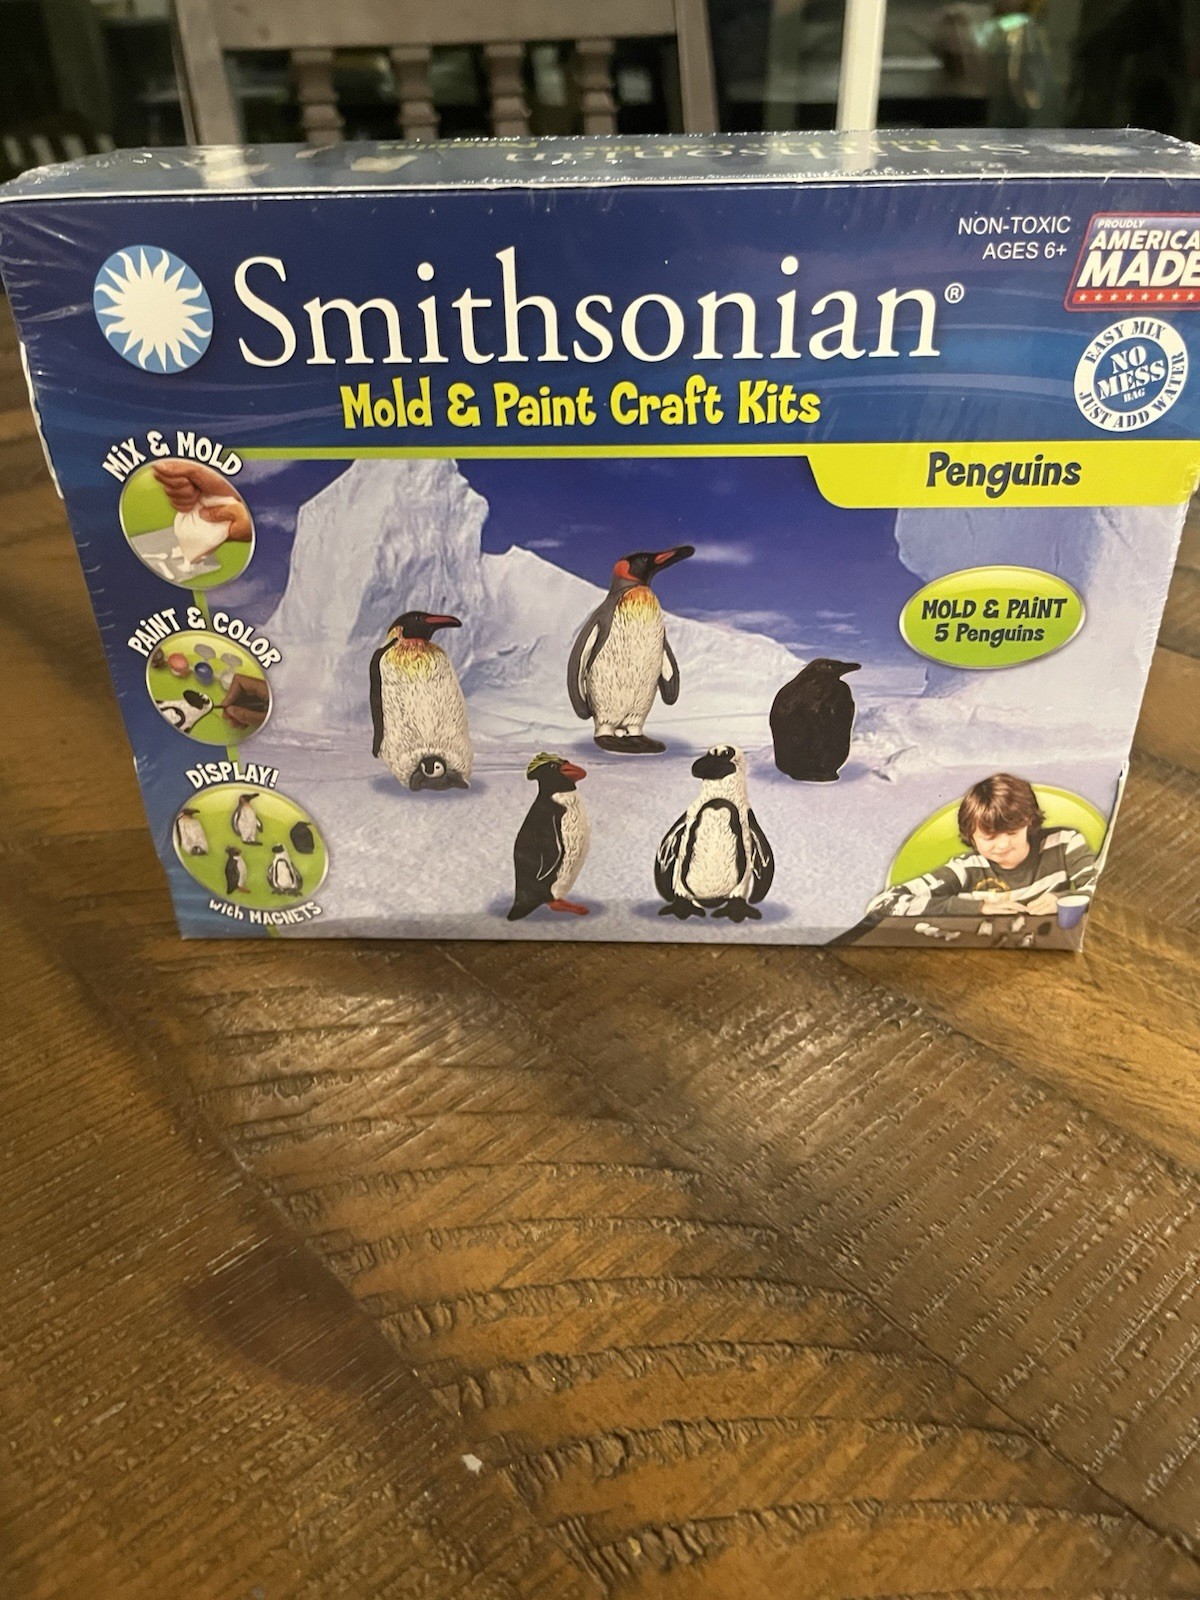 Smithsonian
NON-TOXIC
AGES 6+
PROUDLY
AMERICA
MADE
Smithsonian®
Mold & Paint Craft Kits
EASY MIX
NO
MESS
BAG
JUST ADD WATER
Penguins
MIX & MOLD
MOLD & PAINT
5 Penguins
PAINT & COLOR
DISPLAY!
with MAGNETS